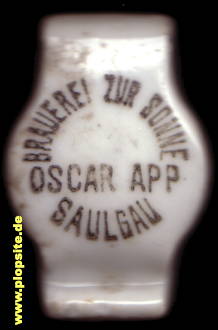 BRAUEREI ZUR SONNE
OSCAR APP
SAULGAU
www.plopsite.de